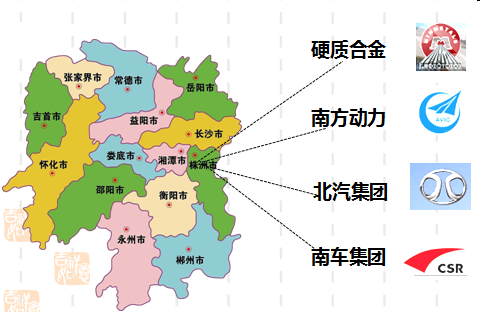 张家界市
常德市
岳阳市
吉首市
益阳市
长沙市
怀化市
娄底市
湘潭市
株洲市
邵阳市
衡阳市
永州市
郴州市
硬质合金
南方动力
AVIC
北汽集团
南车集团
CSR